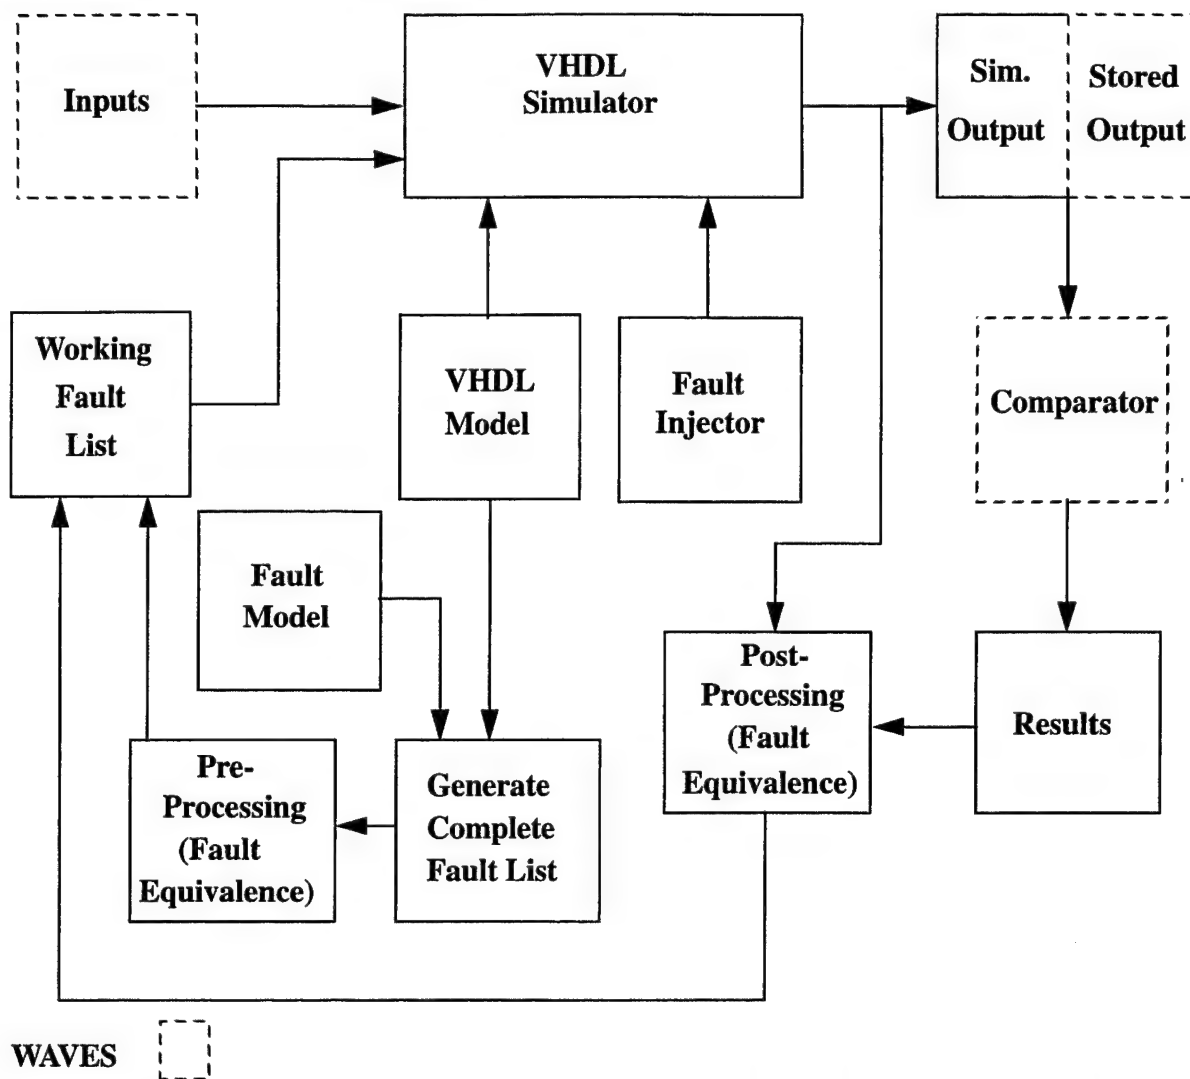 Inputs
VHDL
Simulator
Sim.
Output
Stored
Output
Working
Fault
List
VHDL
Model
Fault
Injector
Comparator
Fault
Model
Post-
Processing
(Fault
Equivalence)
Results
Pre-
Processing
(Fault
Equivalence)
Generate
Complete
Fault List
WAVES